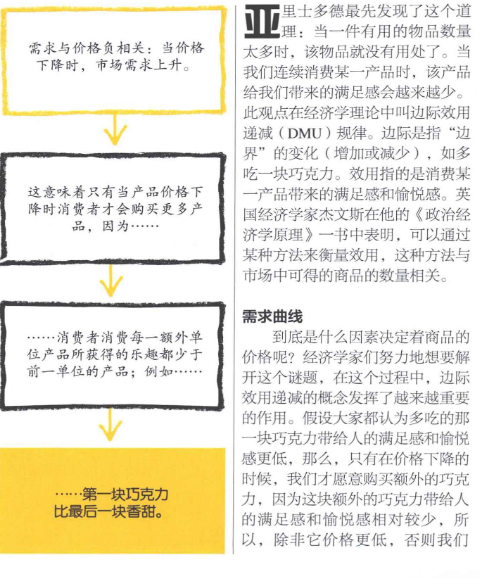 需求与价格负相关：当价格
下降时，市场需求上升。
这意味着只有当产品价格下
降时消费者才会购买更多产
品，因为……
……消费者消费每一额外单
位产品所获得的乐趣都少于
前一单位的产品；例如……
……第一块巧克力
比最后一块香甜。
亚里士多德最先发现了这个道
理：当一件有用的物品数量
太多时，该物品就没有用处了。当
我们连续消费某一产品时，该产品
给我们带来的满足感会越来越少。
此观点在经济学理论中叫边际效用
递减（DMU）规律。边际是指“边
界”的变化（增加或减少），如多
吃一块巧克力。效用指的是消费某
一产品带来的满足感和愉悦感。英
国经济学家杰文斯在他的《政治经
济学原理》一书中表明，可以通过
某种方法来衡量效用，这种方法与
市场中可得的商品的数量相关。
需求曲线
到底是什么因素决定着商品的
价格呢？经济学家们努力地想要解
开这个谜题，在这个过程中，边际
效用递减的概念发挥了越来越重要
的作用。假设大家都认为多吃的那
一块巧克力带给人的满足感和愉悦
感更低，那么，只有在价格下降的
时候，我们才愿意购买额外的巧克
力，因为这块额外的巧克力带给人
的满足感和愉悦感相对较少，所
以，除非它价格更低，否则我们